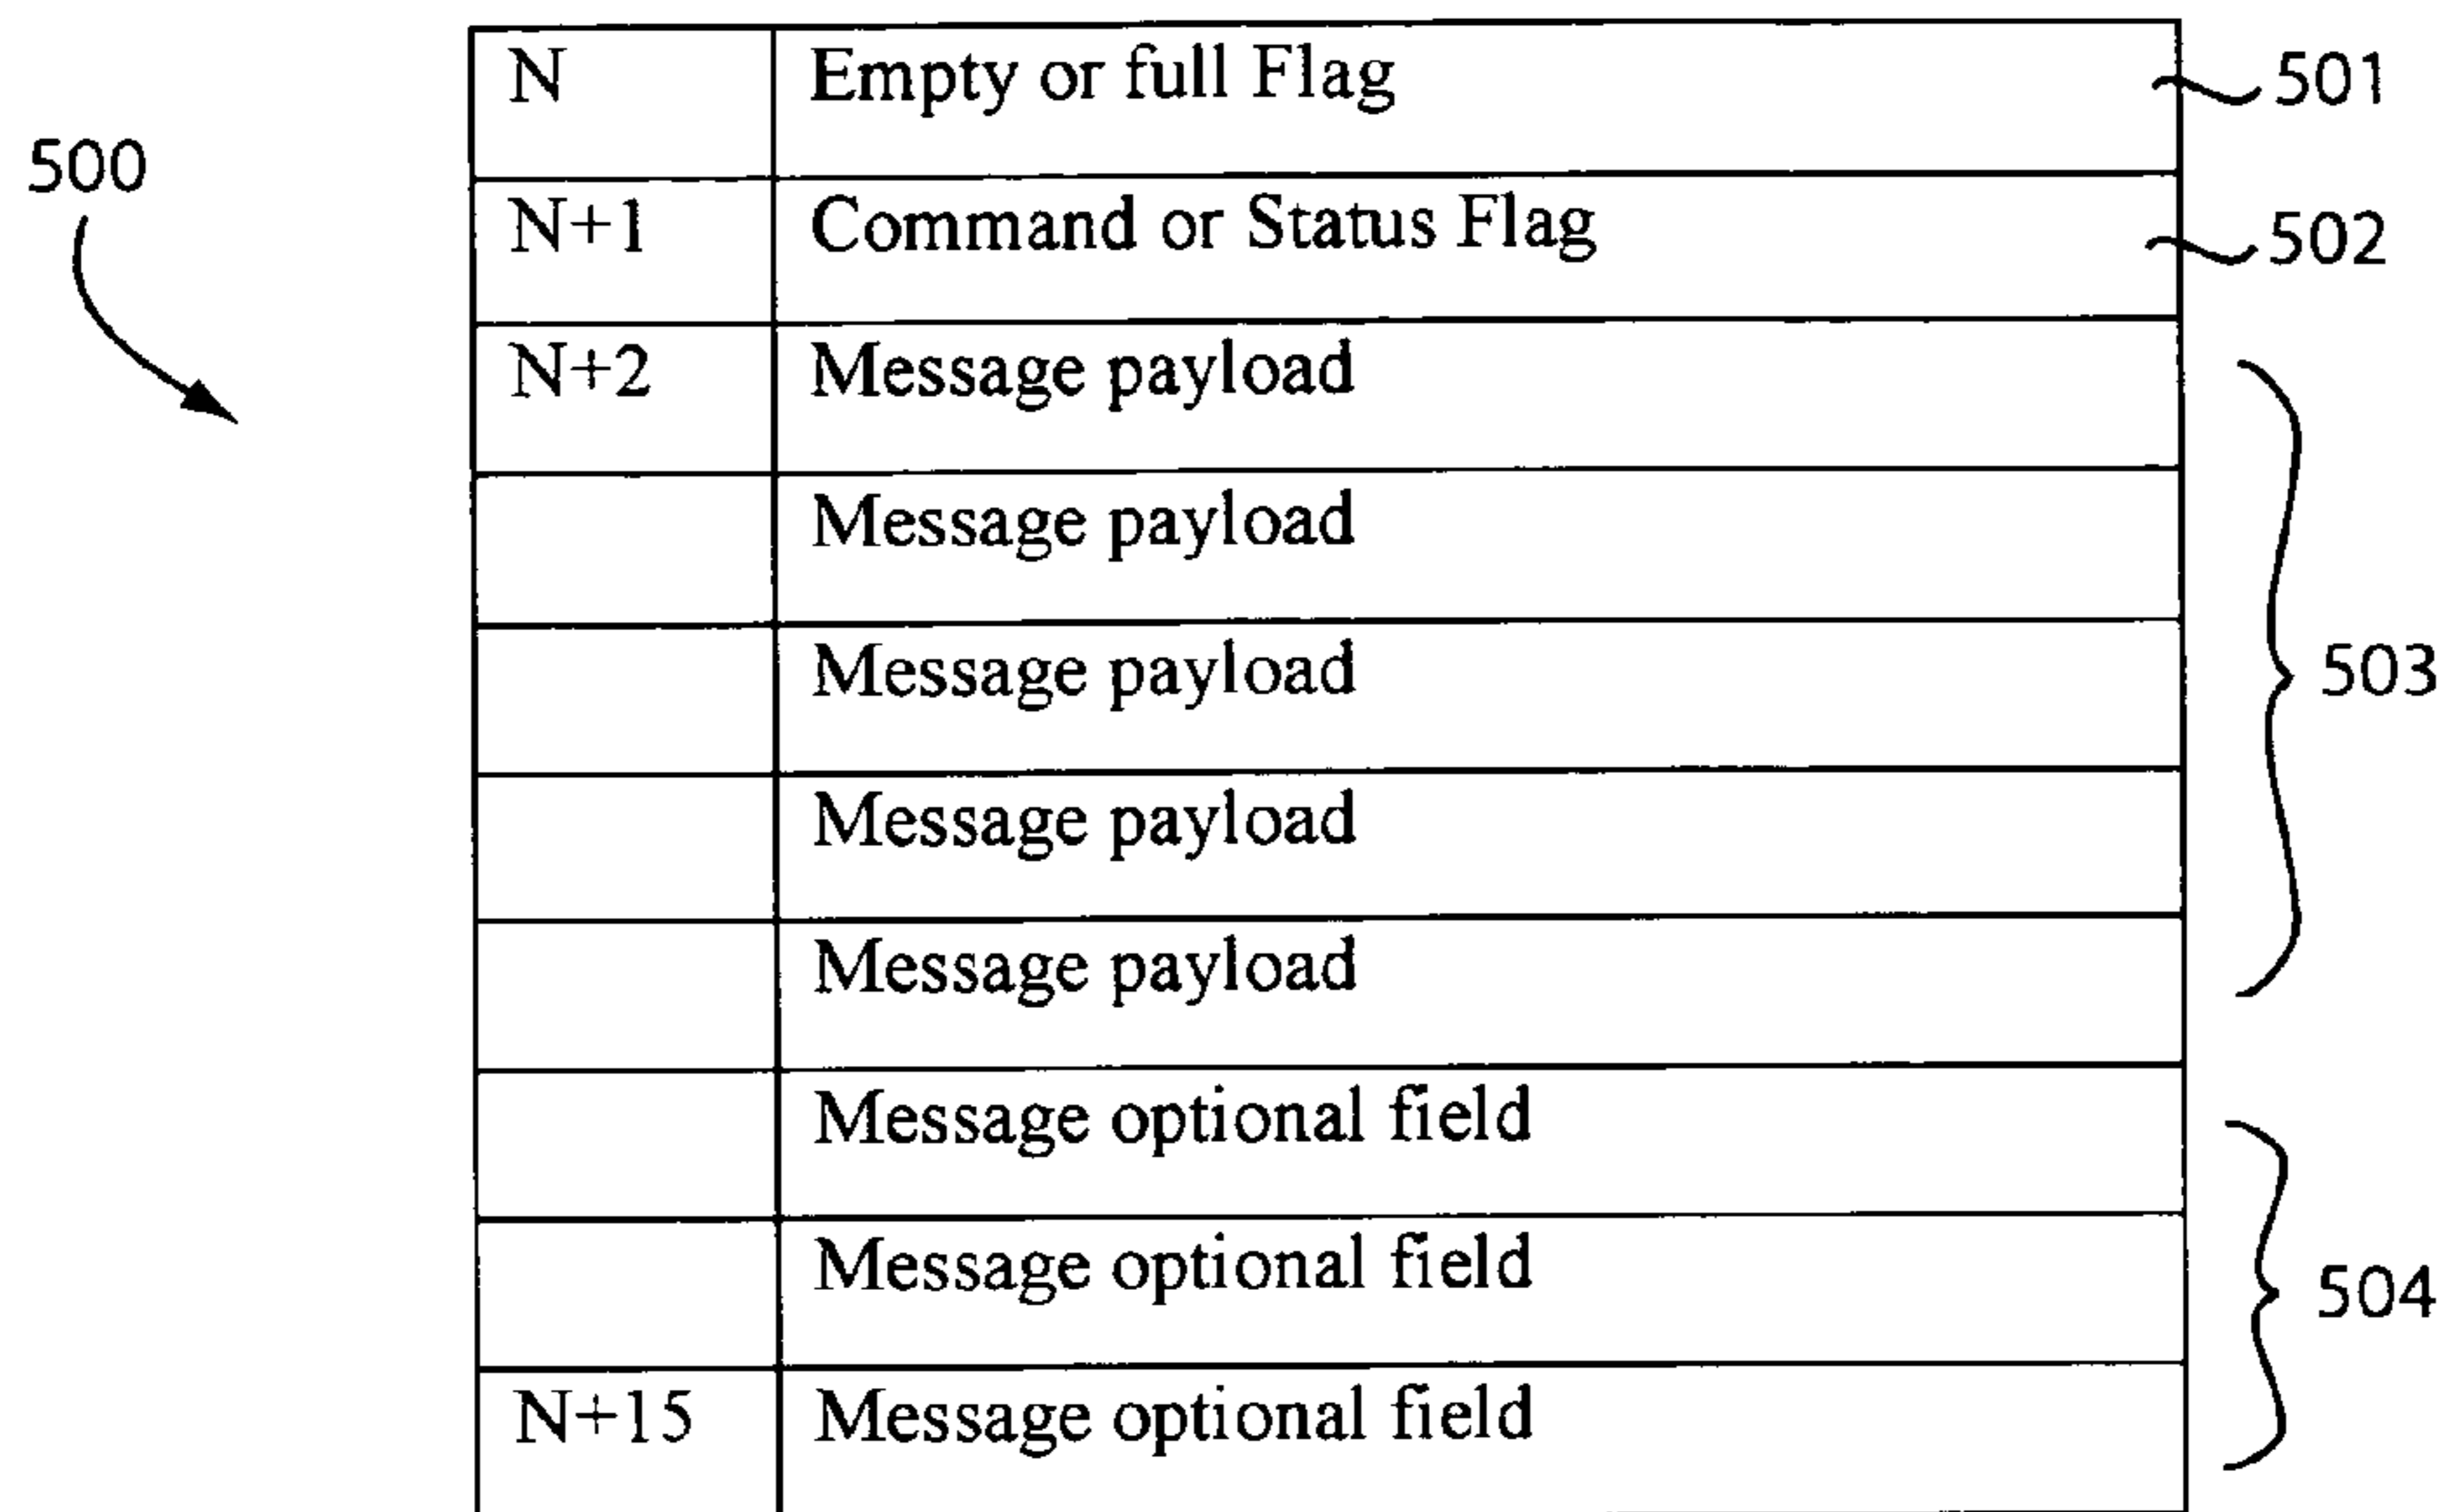 N Empty or full Flag 501
500
N+1 Command or Status Flag 502
N+2 Message payload
Message payload
Message payload 503
Message payload
Message payload
Message optional field
Message optional field 504
N+15 Message optional field